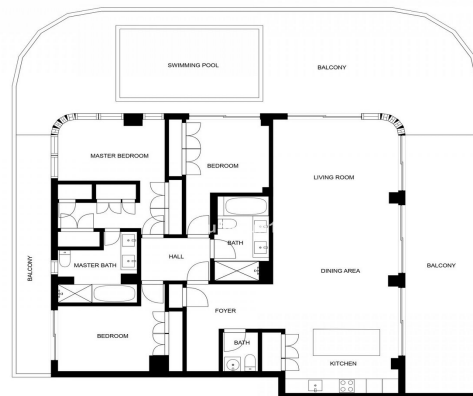 SWIMMING POOL
BALCONY
MASTER BEDROOM
BEDROOM
LIVING ROOM
BATH
HALL
MASTER BATH
BALCONY
DINING AREA
BALCONY
FOYER
BEDROOM
BATH
KITCHEN